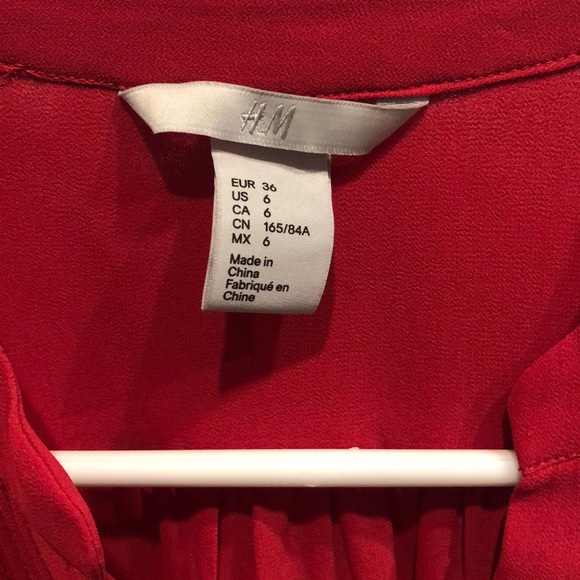 H&M
EUR 36
US 6
CA 6
CN 165/84A
MX 6
Made in
China
Fabriqué en
Chine